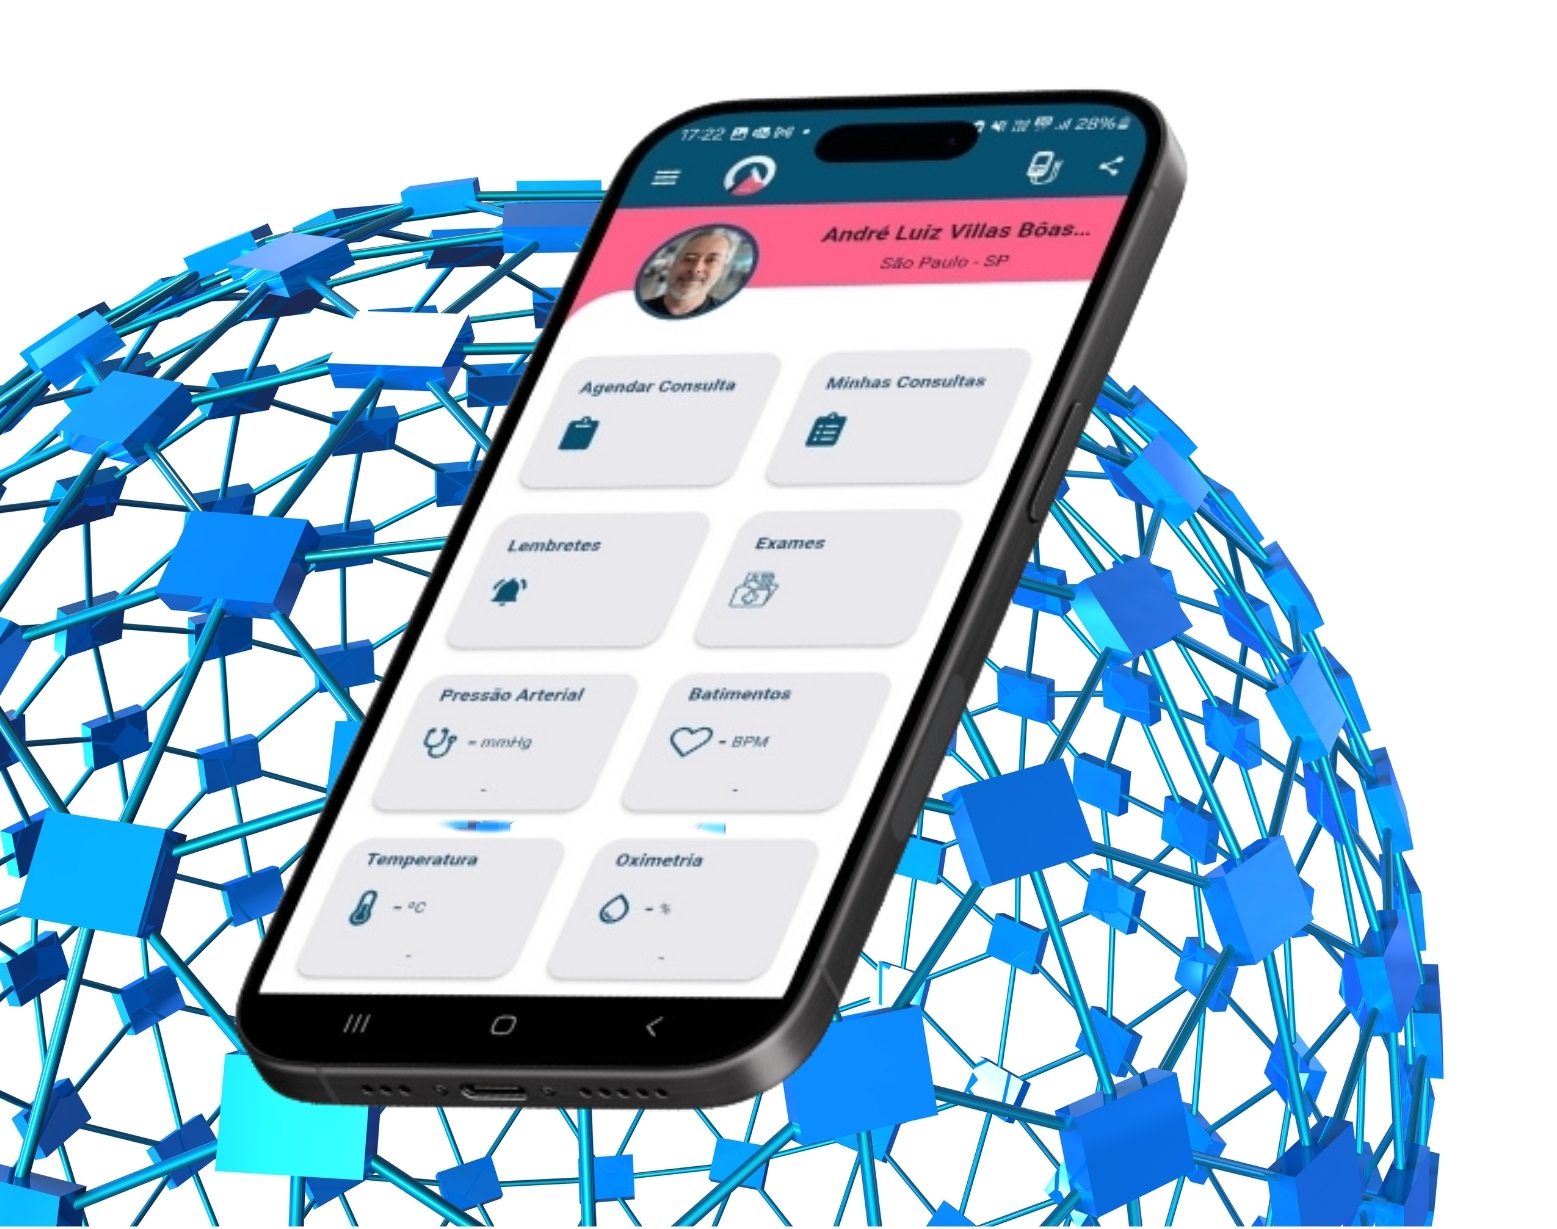 17:22 28%
André Luiz Villas Bôas...
São Paulo - SP
Agendar Consulta
Minhas Consultas
Lembretes
Exames
Pressão Arterial
- mmHg
-
Batimentos
- BPM
-
Temperatura
- ºC
-
Oximetria
- %
-